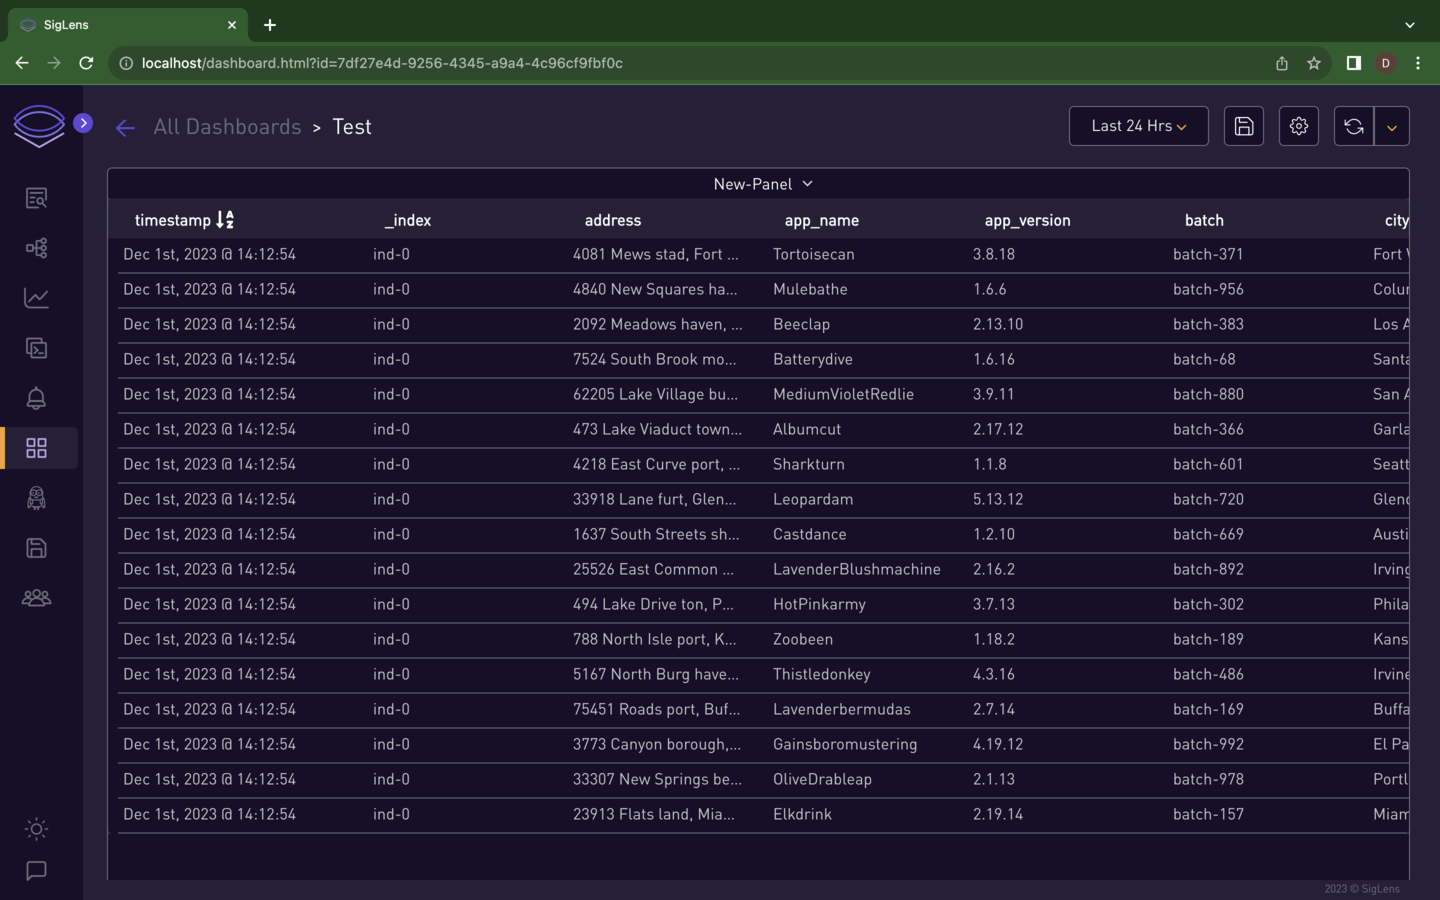 SigLens
localhost/dashboard.html?id=7df27e4d-9256-4345-a9a4-4c96cf9fbf0c
D
All Dashboards > Test
Last 24 Hrs
New-Panel
timestamp _index address app_name app_version batch city
Dec 1st, 2023 @ 14:12:54 ind-0 4081 Mews stad, Fort ... Tortoisecan 3.8.18 batch-371 Fort
Dec 1st, 2023 @ 14:12:54 ind-0 4840 New Squares ha... Mulebathe 1.6.6 batch-956 Colu
Dec 1st, 2023 @ 14:12:54 ind-0 2092 Meadows haven, ... Beeclap 2.13.10 batch-383 Los A
Dec 1st, 2023 @ 14:12:54 ind-0 7524 South Brook mo... Batterydive 1.6.16 batch-68 Santa
Dec 1st, 2023 @ 14:12:54 ind-0 62205 Lake Village bu... MediumVioletRedlie 3.9.11 batch-880 San A
Dec 1st, 2023 @ 14:12:54 ind-0 473 Lake Viaduct town... Albumcut 2.17.12 batch-366 Garla
Dec 1st, 2023 @ 14:12:54 ind-0 4218 East Curve port, ... Sharkturn 1.1.8 batch-601 Seatt
Dec 1st, 2023 @ 14:12:54 ind-0 33918 Lane furt, Glen... Leopardam 5.13.12 batch-720 Glend
Dec 1st, 2023 @ 14:12:54 ind-0 1637 South Streets sh... Castdance 1.2.10 batch-669 Austi
Dec 1st, 2023 @ 14:12:54 ind-0 25526 East Common ... LavenderBlushmachine 2.16.2 batch-892 Irving
Dec 1st, 2023 @ 14:12:54 ind-0 494 Lake Drive ton, P... HotPinkarmy 3.7.13 batch-302 Phila
Dec 1st, 2023 @ 14:12:54 ind-0 788 North Isle port, K... Zoobeen 1.18.2 batch-189 Kans
Dec 1st, 2023 @ 14:12:54 ind-0 5167 North Burg have... Thistledonkey 4.3.16 batch-486 Irvine
Dec 1st, 2023 @ 14:12:54 ind-0 75451 Roads port, Buf... Lavenderbermudas 2.7.14 batch-169 Buffa
Dec 1st, 2023 @ 14:12:54 ind-0 3773 Canyon borough,... Gainsboromustering 4.19.12 batch-992 El Pa
Dec 1st, 2023 @ 14:12:54 ind-0 33307 New Springs be... OliveDrableap 2.1.13 batch-978 Portl
Dec 1st, 2023 @ 14:12:54 ind-0 23913 Flats land, Mia... Elkdrink 2.19.14 batch-157 Miam
2023 © SigLens